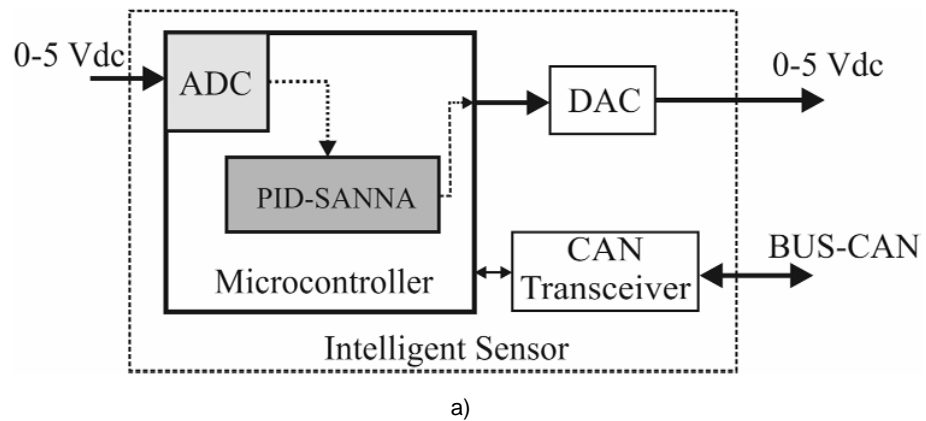 0-5 Vdc
ADC
PID-SANNA
Microcontroller
DAC
0-5 Vdc
CAN
Transceiver
BUS-CAN
Intelligent Sensor
a)